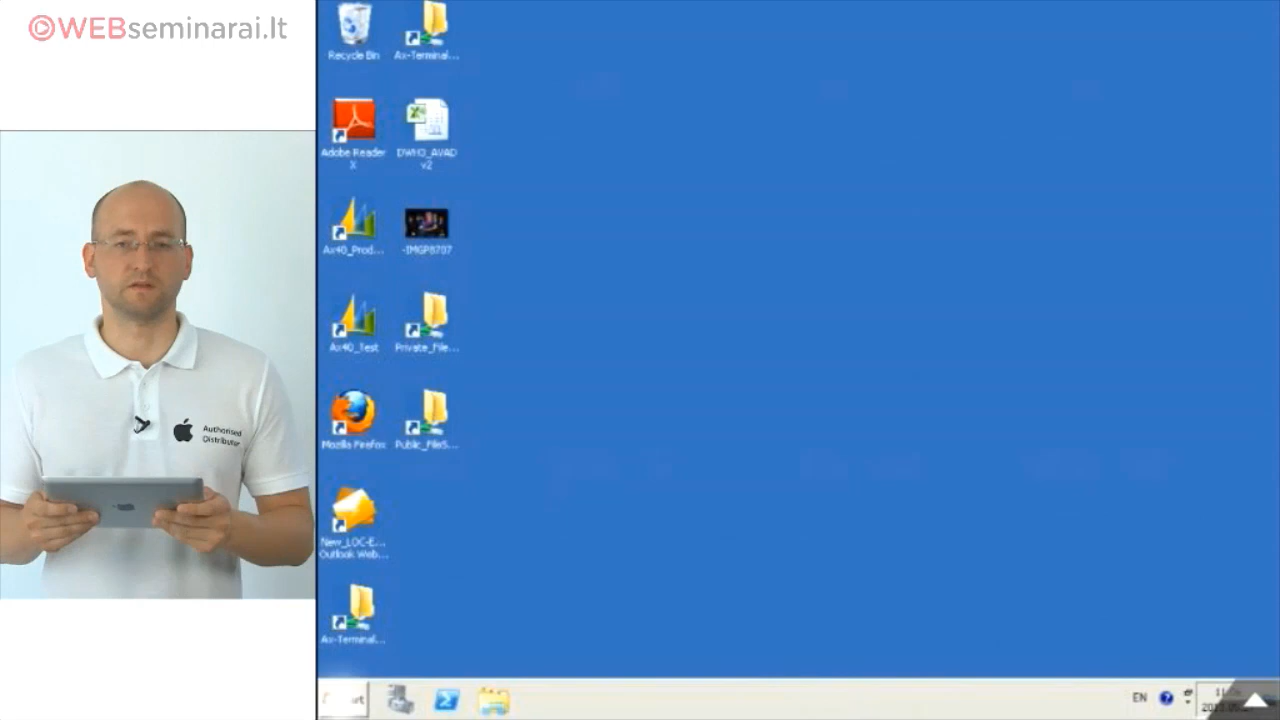 WEBseminarai.lt
Authorised
Distributor
Recycle Bin
Ax-Terminal...
Adobe Reader
X
DWHO_AVAD
v2
Ax40_Prod...
-IMGP8707
Ax40_Test
Private_File...
Mozilla Firefox
Public_FileS...
New_LOC-E...
Outlook Web...
Ax-Terminal...
EN